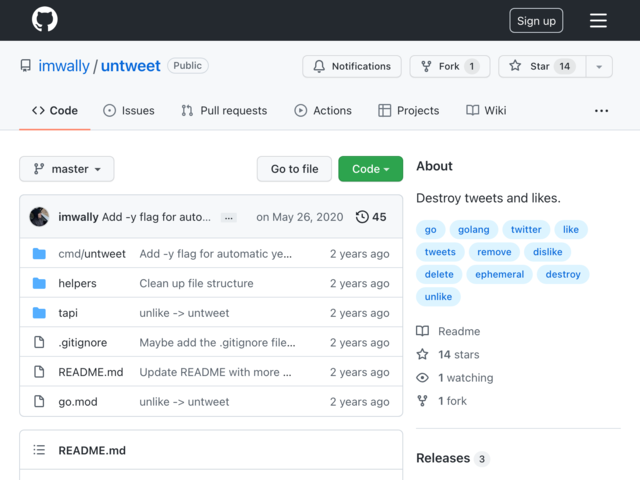 Sign up
imwally / untweet Public
Notifications
Fork 1
Star 14
Code
Issues
Pull requests
Actions
Projects
Wiki
...
master
Go to file
Code
imwally Add -y flag for auto... ... on May 26, 2020 45
cmd/untweet Add -y flag for automatic ye... 2 years ago
helpers Clean up file structure 2 years ago
tapi unlike -> untweet 2 years ago
.gitignore Maybe add the .gitignore file... 2 years ago
README.md Update README with more ... 2 years ago
go.mod unlike -> untweet 2 years ago
README.md
About
Destroy tweets and likes.
go golang twitter like
tweets remove dislike
delete ephemeral destroy
unlike
Readme
14 stars
1 watching
1 fork
Releases 3